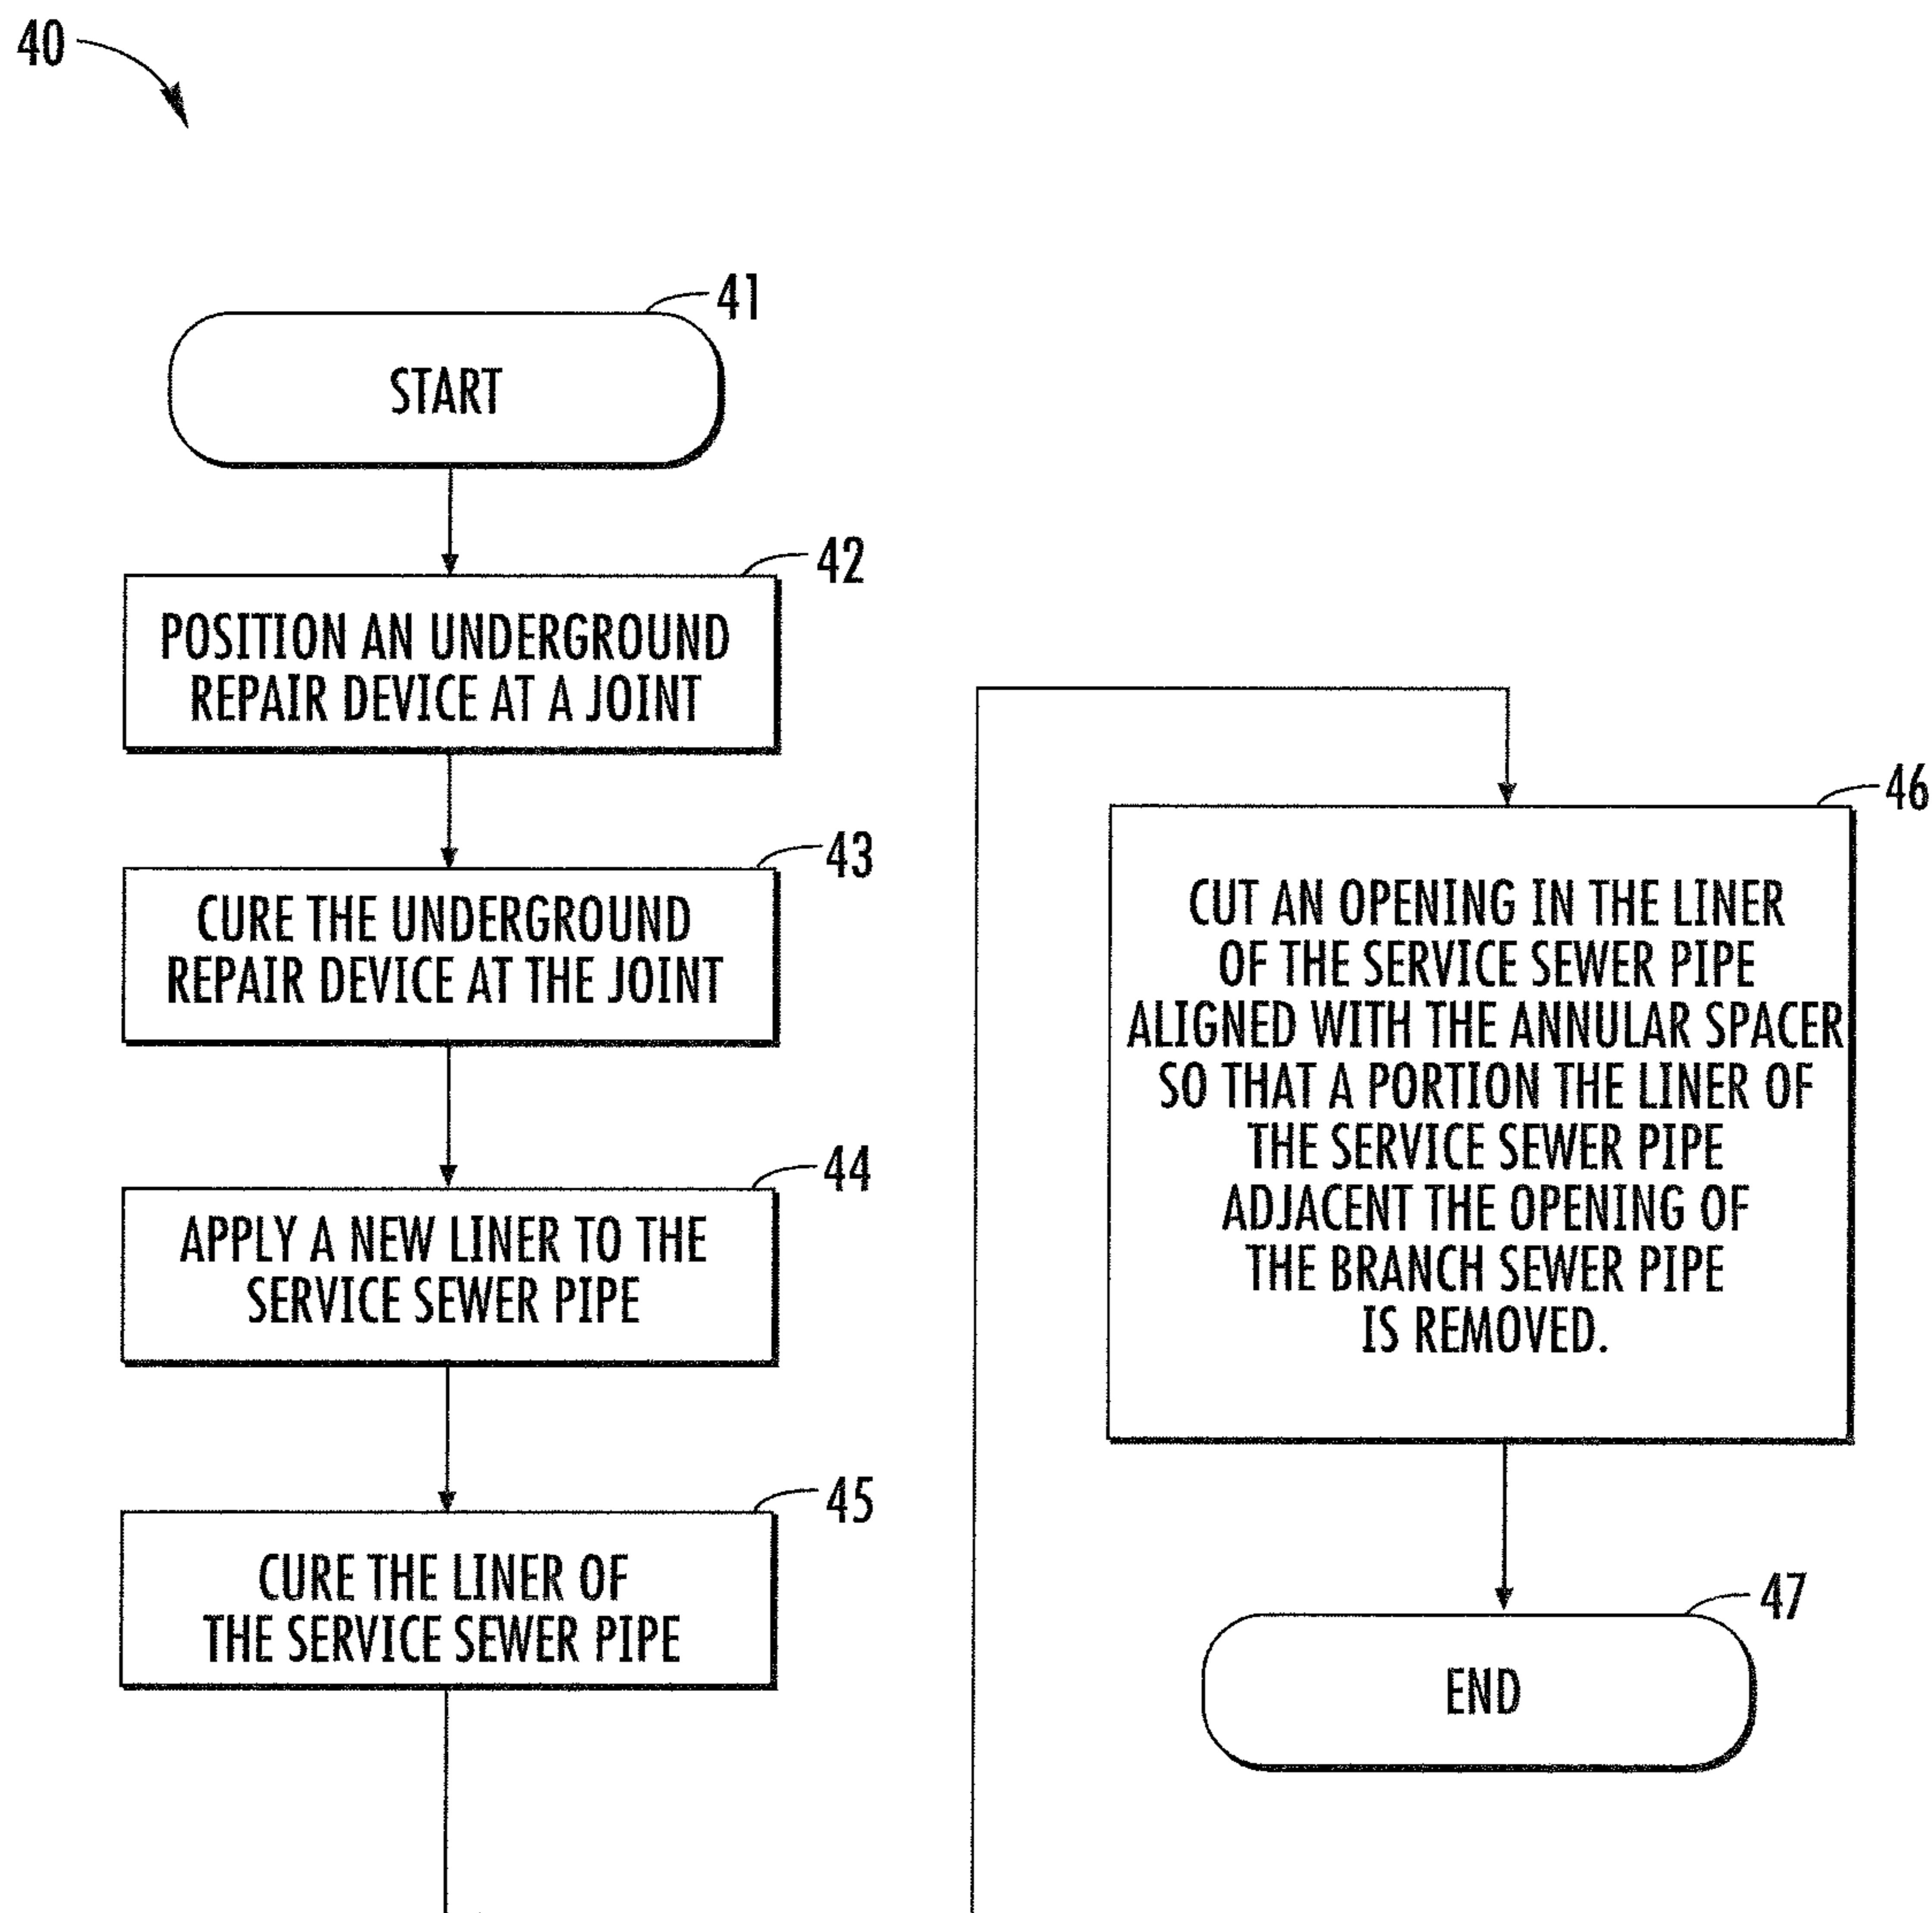 40
41
START
42
POSITION AN UNDERGROUND
REPAIR DEVICE AT A JOINT
43
CURE THE UNDERGROUND
REPAIR DEVICE AT THE JOINT
44
APPLY A NEW LINER TO THE
SERVICE SEWER PIPE
45
CURE THE LINER OF
THE SERVICE SEWER PIPE
46
CUT AN OPENING IN THE LINER
OF THE SERVICE SEWER PIPE
ALIGNED WITH THE ANNULAR SPACER
SO THAT A PORTION THE LINER OF
THE SERVICE SEWER PIPE
ADJACENT THE OPENING OF
THE BRANCH SEWER PIPE
IS REMOVED.
47
END